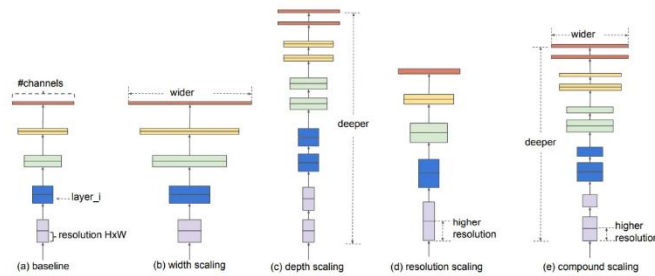 #channels
layer_i
resolution HxW
(a) baseline
wider
(b) width scaling
deeper
(c) depth scaling
higher
resolution
(d) resolution scaling
wider
deeper
higher
resolution
(e) compound scaling